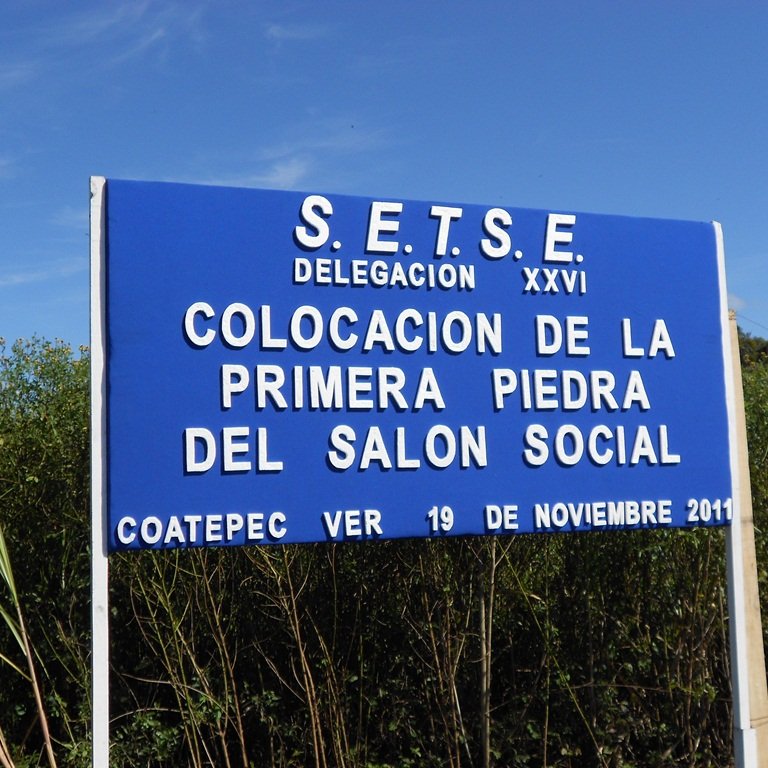 S. E. T. S. E.
DELEGACION XXVI
COLOCACION DE LA
PRIMERA PIEDRA
DEL SALON SOCIAL
COATEPEC VER 19 DE NOVIEMBRE 2011